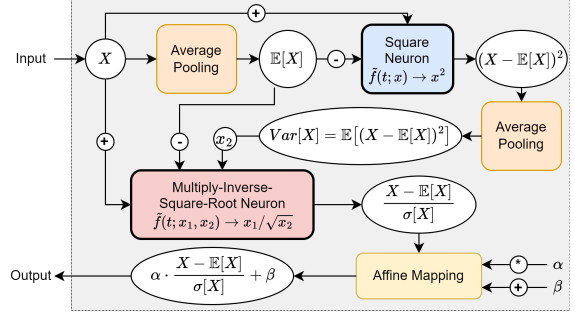 +
Input
X
Average
Pooling
𝔼[X]
-
Square
Neuron
f̃(t; x) → x²
(X − 𝔼[X])²
+
-
x₂
Var[X] = 𝔼[(X − 𝔼[X])²]
Average
Pooling
Multiply-Inverse-
Square-Root Neuron
f̃(t; x₁, x₂) → x₁/√x₂
X − 𝔼[X]
σ[X]
Output
α · (X − 𝔼[X])/σ[X] + β
Affine Mapping
* α
+ β